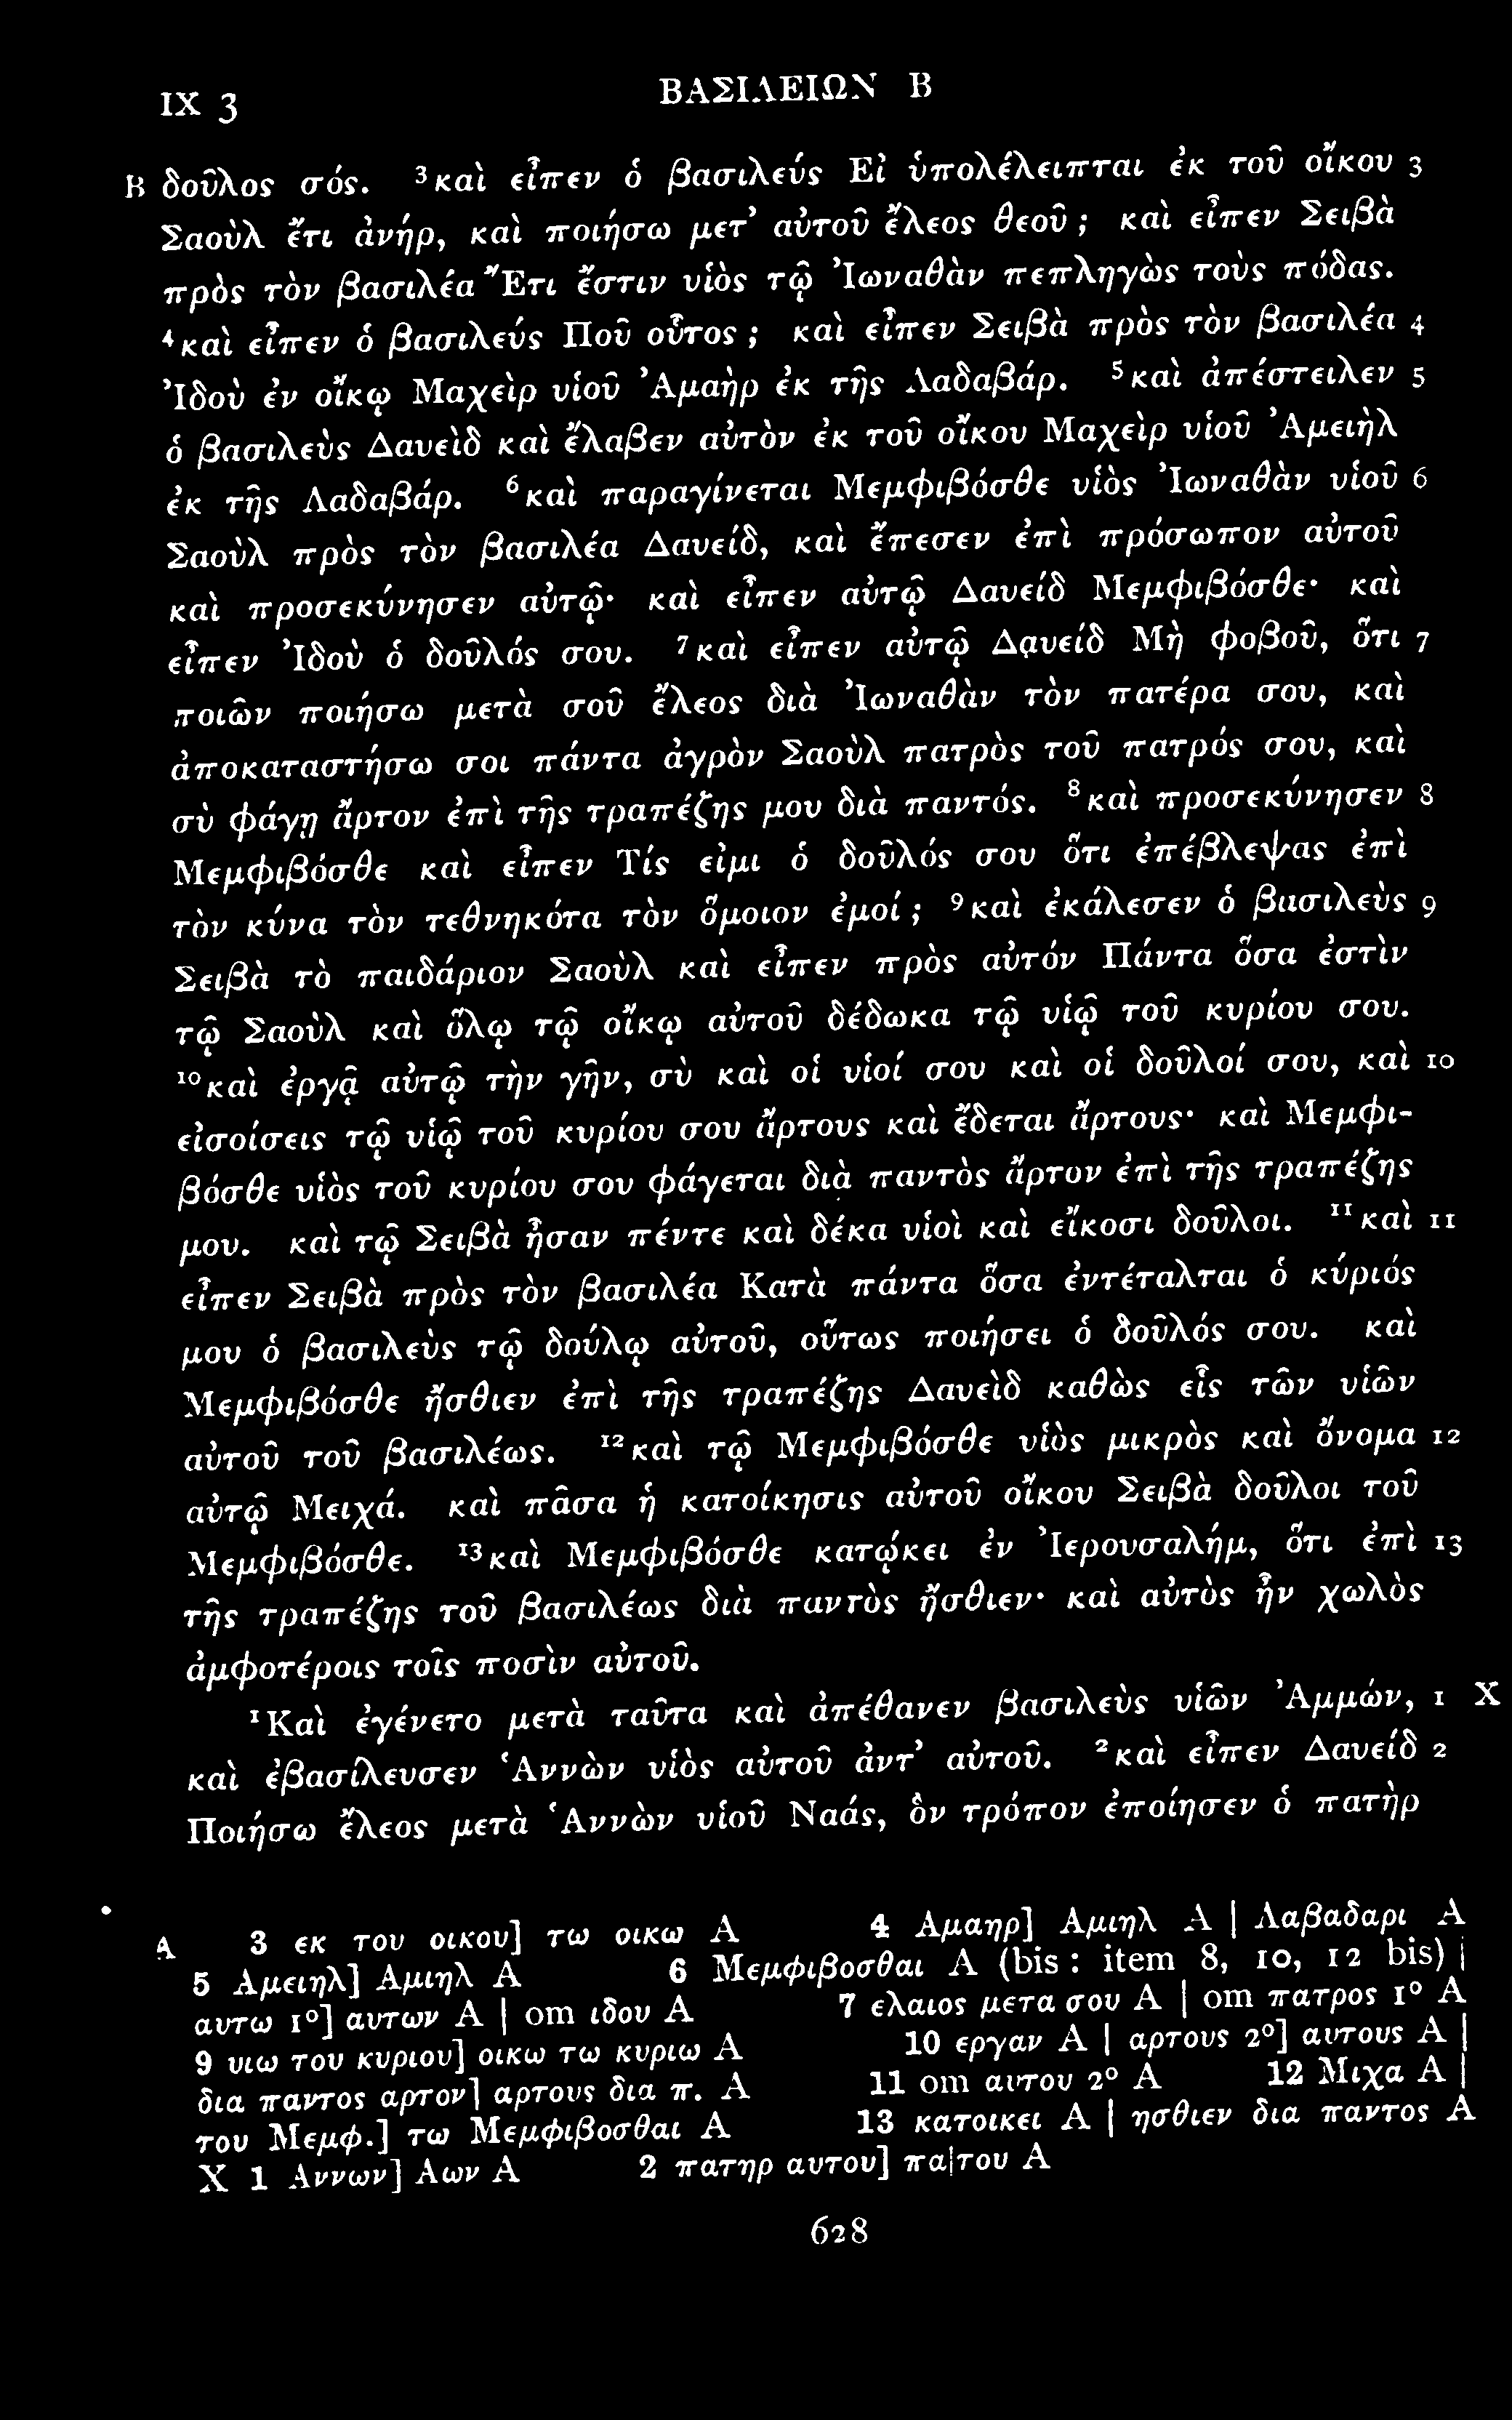 IX 3 ΒΑΣΙΛΕΙΩΝ Β
B δοῦλος σός. ³καὶ εἶπεν ὁ βασιλεύς Εἰ ὑπολέλειπται ἐκ τοῦ οἴκου 3
Σαοὺλ ἔτι ἀνήρ, καὶ ποιήσω μετ’ αὐτοῦ ἔλεος θεοῦ ; καὶ εἶπεν Σειβὰ
πρὸς τὸν βασιλέα Ἔτι ἔστιν υἱὸς τῷ Ἰωναθὰν πεπληγὼς τοὺς πόδας.
⁴καὶ εἶπεν ὁ βασιλεύς Ποῦ οὗτος ; καὶ εἶπεν Σειβὰ πρὸς τὸν βασιλέα 4
Ἰδοὺ ἐν οἴκῳ Μαχεὶρ υἱοῦ Ἀμαὴρ ἐκ τῆς Λαδαβάρ. ⁵καὶ ἀπέστειλεν 5
ὁ βασιλεὺς Δαυεὶδ καὶ ἔλαβεν αὐτὸν ἐκ τοῦ οἴκου Μαχεὶρ υἱοῦ Ἀμειὴλ
ἐκ τῆς Λαδαβάρ. ⁶καὶ παραγίνεται Μεμφιβόσθε υἱὸς Ἰωναθὰν υἱοῦ 6
Σαοὺλ πρὸς τὸν βασιλέα Δαυείδ, καὶ ἔπεσεν ἐπὶ πρόσωπον αὐτοῦ
καὶ προσεκύνησεν αὐτῷ· καὶ εἶπεν αὐτῷ Δαυείδ Μεμφιβόσθε· καὶ
εἶπεν Ἰδοὺ ὁ δοῦλός σου. ⁷καὶ εἶπεν αὐτῷ Δαυείδ Μὴ φοβοῦ, ὅτι 7
ποιῶν ποιήσω μετὰ σοῦ ἔλεος διὰ Ἰωναθὰν τὸν πατέρα σου, καὶ
ἀποκαταστήσω σοι πάντα ἀγρὸν Σαοὺλ πατρὸς τοῦ πατρός σου, καὶ
σὺ φάγῃ ἄρτον ἐπὶ τῆς τραπέζης μου διὰ παντός. ⁸καὶ προσεκύνησεν 8
Μεμφιβόσθε καὶ εἶπεν Τίς εἰμι ὁ δοῦλός σου ὅτι ἐπέβλεψας ἐπὶ
τὸν κύνα τὸν τεθνηκότα τὸν ὅμοιον ἐμοί ; ⁹καὶ ἐκάλεσεν ὁ βασιλεὺς 9
Σειβὰ τὸ παιδάριον Σαοὺλ καὶ εἶπεν πρὸς αὐτόν Πάντα ὅσα ἐστὶν
τῷ Σαοὺλ καὶ ὅλῳ τῷ οἴκῳ αὐτοῦ δέδωκα τῷ υἱῷ τοῦ κυρίου σου.
¹⁰καὶ ἐργᾷ αὐτῷ τὴν γῆν, σὺ καὶ οἱ υἱοί σου καὶ οἱ δοῦλοί σου, καὶ 10
εἰσοίσεις τῷ υἱῷ τοῦ κυρίου σου ἄρτους καὶ ἔδεται ἄρτους· καὶ Μεμφι-
βόσθε υἱὸς τοῦ κυρίου σου φάγεται διὰ παντὸς ἄρτον ἐπὶ τῆς τραπέζης
μου. καὶ τῷ Σειβὰ ἦσαν πέντε καὶ δέκα υἱοὶ καὶ εἴκοσι δοῦλοι. ¹¹καὶ 11
εἶπεν Σειβὰ πρὸς τὸν βασιλέα Κατὰ πάντα ὅσα ἐντέταλται ὁ κύριός
μου ὁ βασιλεὺς τῷ δούλῳ αὐτοῦ, οὕτως ποιήσει ὁ δοῦλός σου. καὶ
Μεμφιβόσθε ἤσθιεν ἐπὶ τῆς τραπέζης Δαυεὶδ καθὼς εἷς τῶν υἱῶν
αὐτοῦ τοῦ βασιλέως. ¹²καὶ τῷ Μεμφιβόσθε υἱὸς μικρὸς καὶ ὄνομα 12
αὐτῷ Μειχά. καὶ πᾶσα ἡ κατοίκησις αὐτοῦ οἴκου Σειβὰ δοῦλοι τοῦ
Μεμφιβόσθε. ¹³καὶ Μεμφιβόσθε κατῴκει ἐν Ἰερουσαλήμ, ὅτι ἐπὶ 13
τῆς τραπέζης τοῦ βασιλέως διὰ παντὸς ἤσθιεν· καὶ αὐτὸς ἦν χωλὸς
ἀμφοτέροις τοῖς ποσὶν αὐτοῦ.
¹Καὶ ἐγένετο μετὰ ταῦτα καὶ ἀπέθανεν βασιλεὺς υἱῶν Ἀμμών, 1 X
καὶ ἐβασίλευσεν Ἁννὼν υἱὸς αὐτοῦ ἀντ’ αὐτοῦ. ²καὶ εἶπεν Δαυείδ 2
Ποιήσω ἔλεος μετὰ Ἁννὼν υἱοῦ Ναάς, ὃν τρόπον ἐποίησεν ὁ πατὴρ
A 3 εκ του οικου] τω οικω A 4 Αμαηρ] Αμιηλ A | Λαβαδαρι A
5 Αμειηλ] Αμιηλ A 6 Μεμφιβοσθαι A (bis : item 8, 10, 12 bis) |
αυτω 1°] αυτων A | om ιδου A 7 ελαιος μετα σου A | om πατρος 1° A
9 υιω του κυριου] οικω τω κυριω A 10 εργαν A | αρτους 2°] αυτους A |
δια παντος αρτον] αρτους δια π. A 11 om αυτου 2° A 12 Μιχα A |
του Μεμφ.] τω Μεμφιβοσθαι A 13 κατοικει A | ησθιεν δια παντος A
X 1 Αννων] Αων A 2 πατηρ αυτου] πα|του A
628